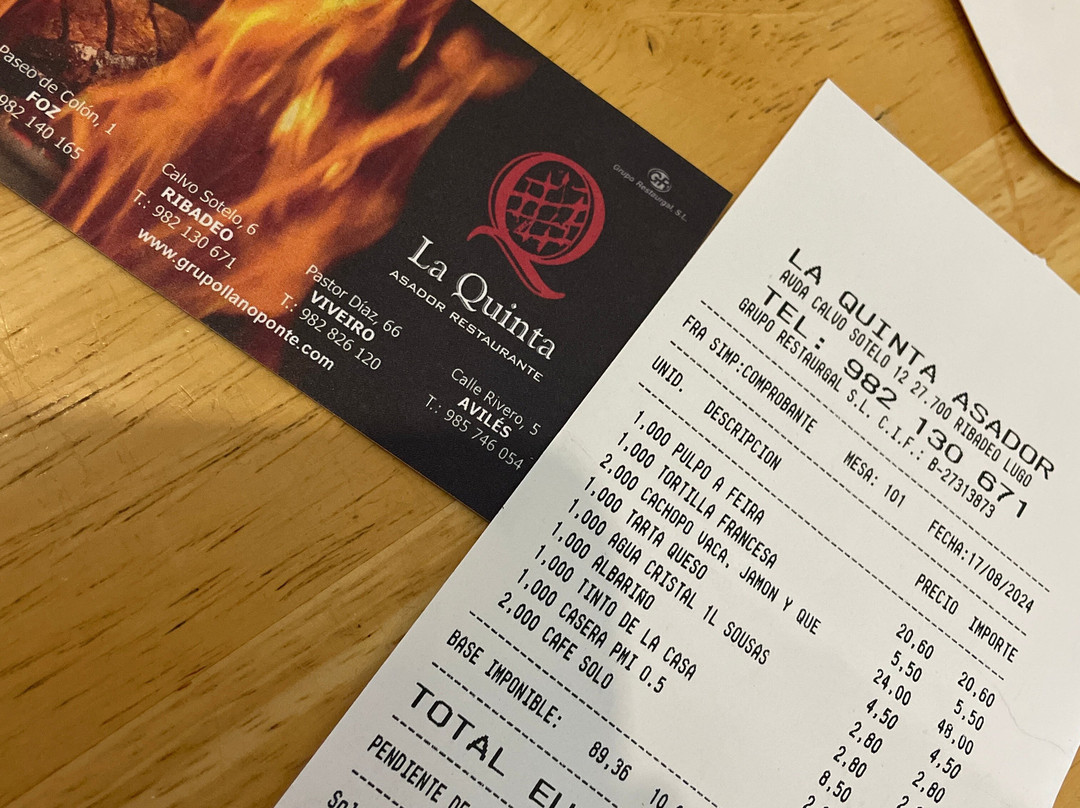 Paseo de Colón, 1
FOZ
982 140 165
Calvo Sotelo, 6
RIBADEO
T.: 982 130 671
www.grupollanoponte.com
Pastor Díaz, 66
VIVEIRO
T.: 982 826 120
Calle Rivero, 5
AVILÉS
T.: 985 746 054
Q
La Quinta
ASADOR RESTAURANTE
GR
Grupo Restaurgal S.L.
LA QUINTA ASADOR
AVDA CALVO SOTELO 12 27.700 RIBADEO LUGO
TEL: 982 130 671
GRUPO RESTAURGAL S.L. C.I.F.: B-27313873
FRA SIMP:COMPROBANTE MESA: 101 FECHA:17/08/2024
UNID. DESCRIPCION PRECIO IMPORTE
1,000 PULPO A FEIRA 20,60 20,60
1,000 TORTILLA FRANCESA 5,50 5,50
2,000 CACHOPO VACA, JAMON Y QUE 24,00 48,00
1,000 TARTA QUESO 4,50 4,50
1,000 AGUA CRISTAL 1L SOUSAS 2,80 2,80
1,000 ALBARIÑO 2,80
1,000 TINTO DE LA CASA 8,50
1,000 CASERA PMI 0.5
2,000 CAFE SOLO
BASE IMPONIBLE: 89,36
TOTAL
PENDIENTE DE